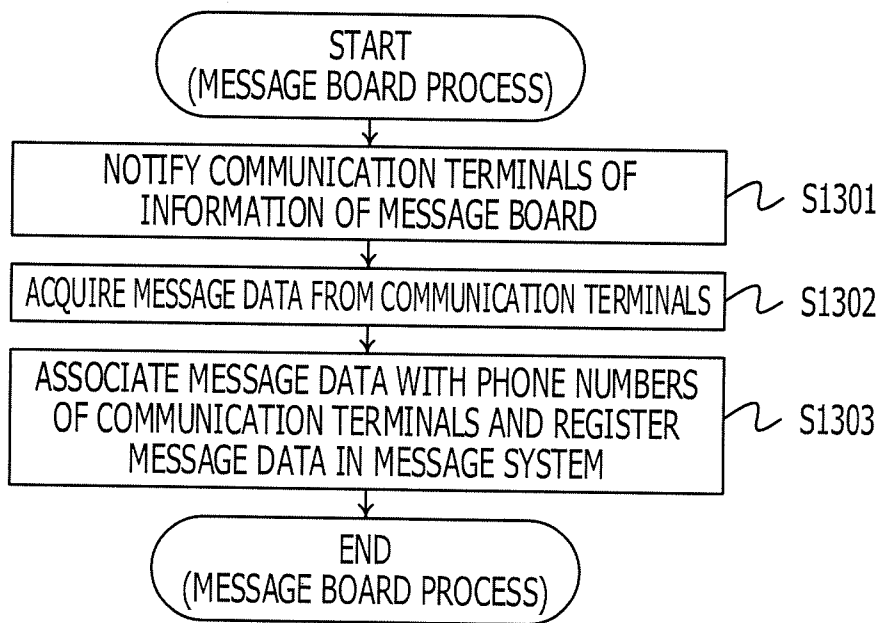 START
(MESSAGE BOARD PROCESS)
NOTIFY COMMUNICATION TERMINALS OF
INFORMATION OF MESSAGE BOARD
S1301
ACQUIRE MESSAGE DATA FROM COMMUNICATION TERMINALS
S1302
ASSOCIATE MESSAGE DATA WITH PHONE NUMBERS
OF COMMUNICATION TERMINALS AND REGISTER
MESSAGE DATA IN MESSAGE SYSTEM
S1303
END
(MESSAGE BOARD PROCESS)